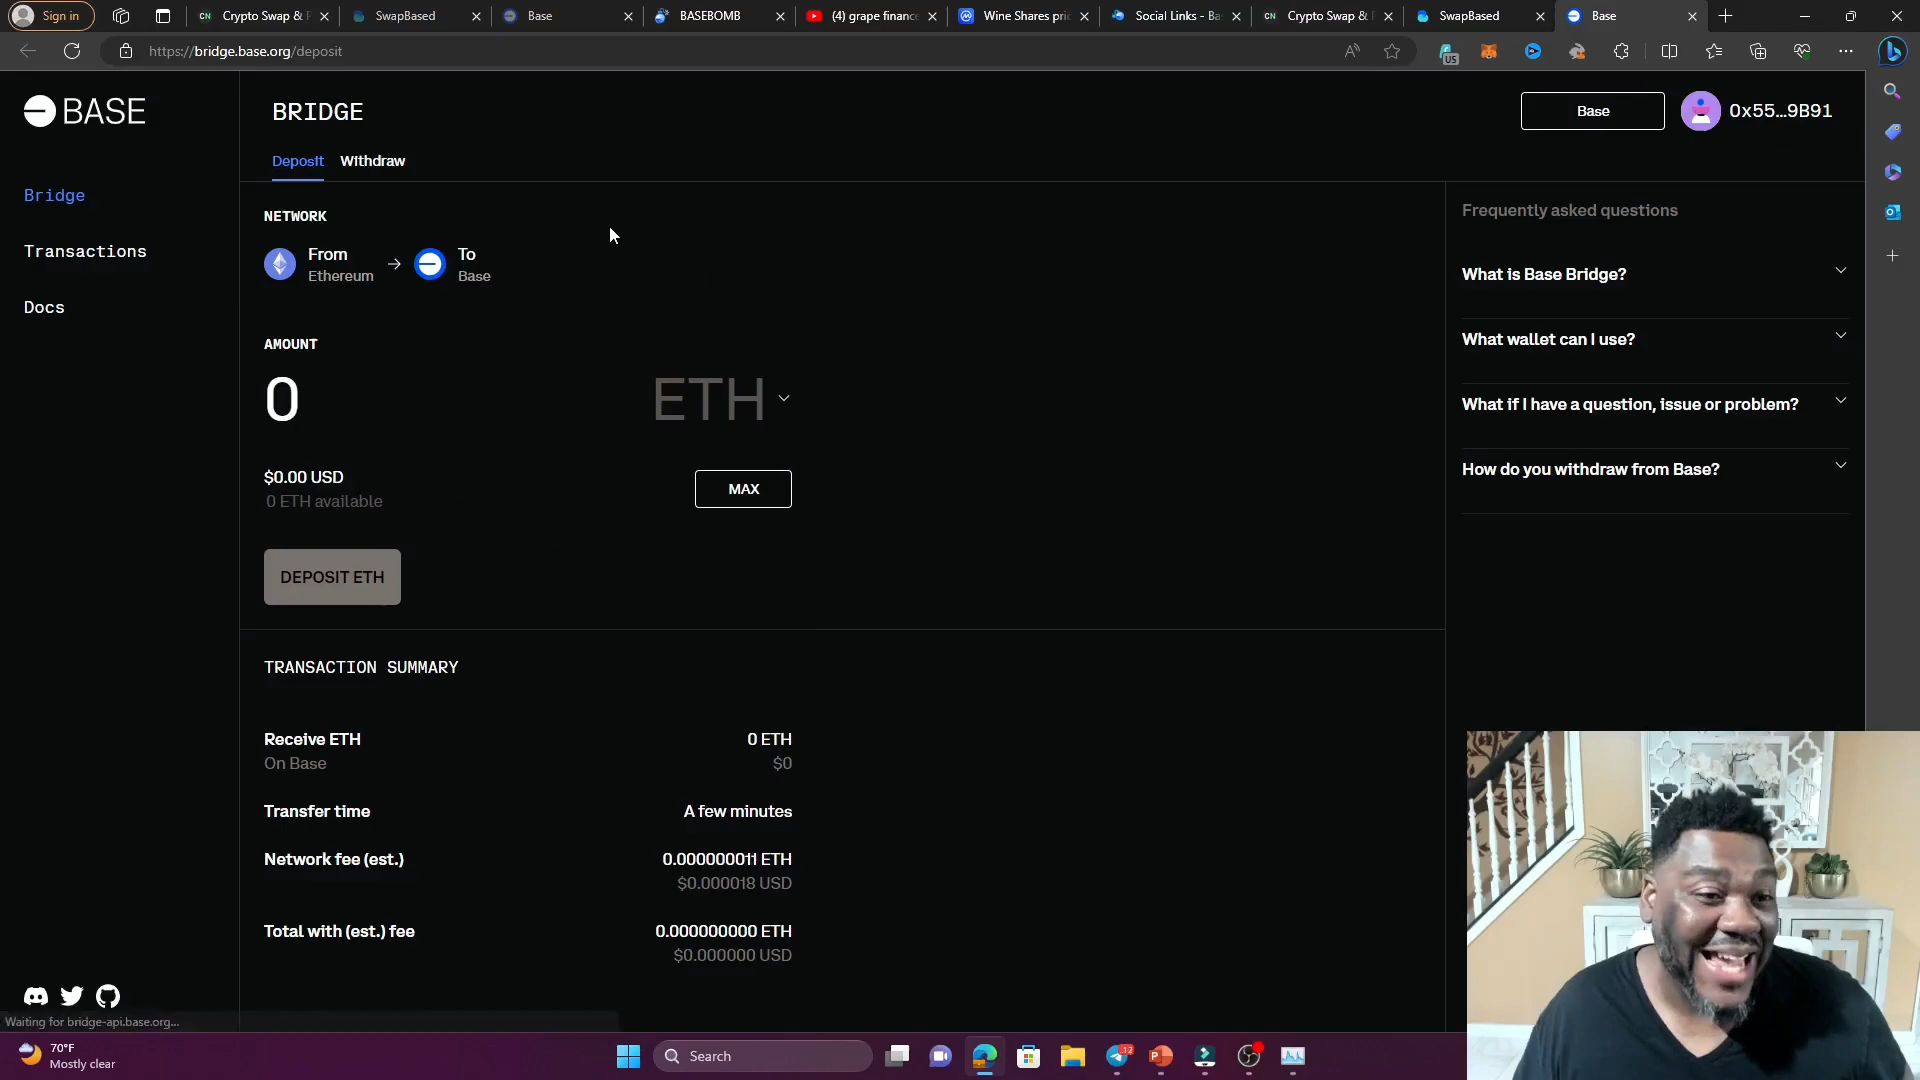 Sign in
Crypto Swap & P
SwapBased
Base
BASEBOMB
(4) grape finance
Wine Shares pri
Social Links - Ba
Crypto Swap & P
SwapBased
Base
https://bridge.base.org/deposit
US
BASE
BRIDGE
Base
0x55...9B91
Deposit
Withdraw
Bridge
Transactions
Docs
NETWORK
From
Ethereum
To
Base
AMOUNT
0
ETH
$0.00 USD
0 ETH available
MAX
DEPOSIT ETH
Frequently asked questions
What is Base Bridge?
What wallet can I use?
What if I have a question, issue or problem?
How do you withdraw from Base?
TRANSACTION SUMMARY
Receive ETH
0 ETH
On Base
$0
Transfer time
A few minutes
Network fee (est.)
0.000000011 ETH
$0.000018 USD
Total with (est.) fee
0.000000000 ETH
$0.000000 USD
Waiting for bridge-api.base.org...
70°F
Mostly clear
Search
12